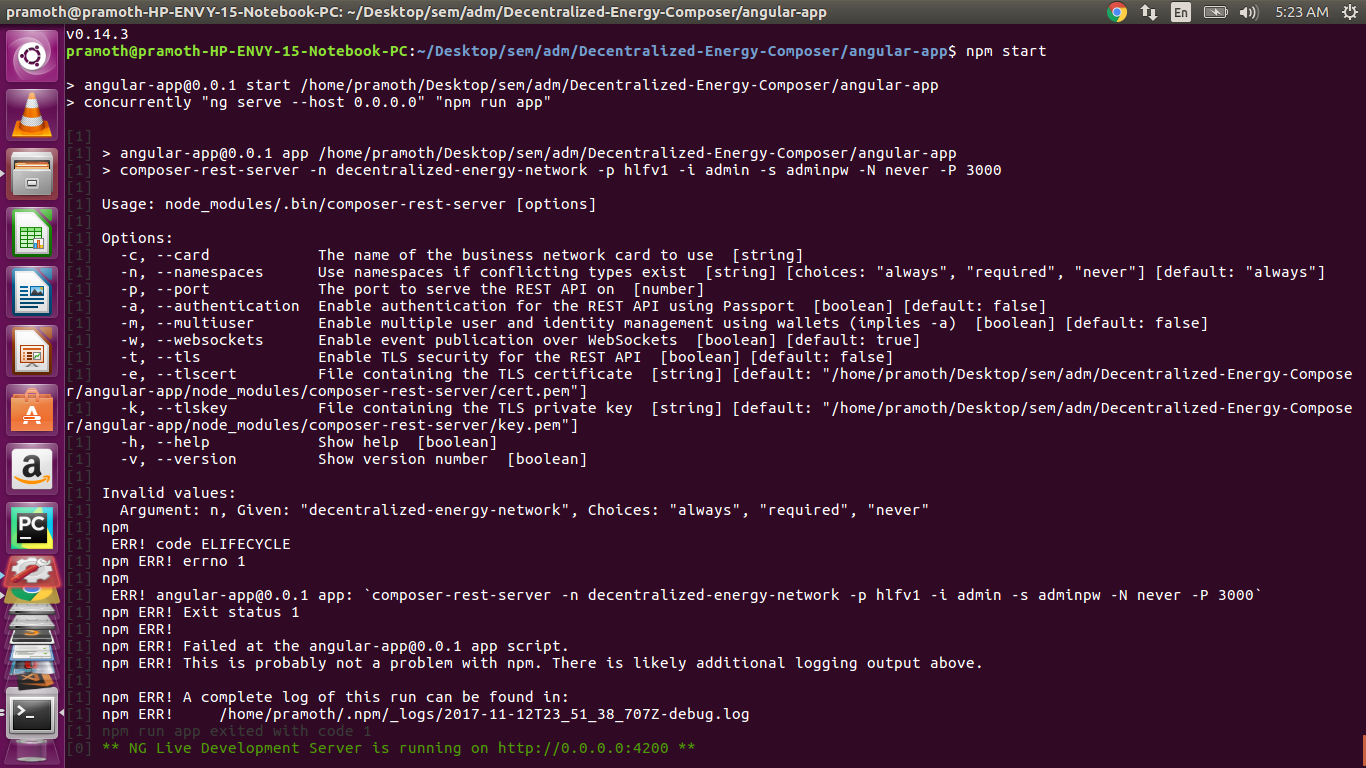 pramoth@pramoth-HP-ENVY-15-Notebook-PC: ~/Desktop/sem/adm/Decentralized-Energy-Composer/angular-app
En
5:23 AM
v0.14.3
pramoth@pramoth-HP-ENVY-15-Notebook-PC:~/Desktop/sem/adm/Decentralized-Energy-Composer/angular-app$ npm start
> angular-app@0.0.1 start /home/pramoth/Desktop/sem/adm/Decentralized-Energy-Composer/angular-app
> concurrently "ng serve --host 0.0.0.0" "npm run app"
[1]
[1] > angular-app@0.0.1 app /home/pramoth/Desktop/sem/adm/Decentralized-Energy-Composer/angular-app
[1] > composer-rest-server -n decentralized-energy-network -p hlfv1 -i admin -s adminpw -N never -P 3000
[1]
[1] Usage: node_modules/.bin/composer-rest-server [options]
[1]
[1] Options:
[1]   -c, --card            The name of the business network card to use  [string]
[1]   -n, --namespaces      Use namespaces if conflicting types exist  [string] [choices: "always", "required", "never"] [default: "always"]
[1]   -p, --port            The port to serve the REST API on  [number]
[1]   -a, --authentication  Enable authentication for the REST API using Passport  [boolean] [default: false]
[1]   -m, --multiuser       Enable multiple user and identity management using wallets (implies -a)  [boolean] [default: false]
[1]   -w, --websockets      Enable event publication over WebSockets  [boolean] [default: true]
[1]   -t, --tls             Enable TLS security for the REST API  [boolean] [default: false]
[1]   -e, --tlscert         File containing the TLS certificate  [string] [default: "/home/pramoth/Desktop/sem/adm/Decentralized-Energy-Compose
r/angular-app/node_modules/composer-rest-server/cert.pem"]
[1]   -k, --tlskey          File containing the TLS private key  [string] [default: "/home/pramoth/Desktop/sem/adm/Decentralized-Energy-Compose
r/angular-app/node_modules/composer-rest-server/key.pem"]
[1]   -h, --help            Show help  [boolean]
[1]   -v, --version         Show version number  [boolean]
[1]
[1] Invalid values:
[1]   Argument: n, Given: "decentralized-energy-network", Choices: "always", "required", "never"
[1] npm
[1]  ERR! code ELIFECYCLE
[1] npm ERR! errno 1
[1] npm
[1]  ERR! angular-app@0.0.1 app: `composer-rest-server -n decentralized-energy-network -p hlfv1 -i admin -s adminpw -N never -P 3000`
[1] npm ERR! Exit status 1
[1] npm ERR!
[1] npm ERR! Failed at the angular-app@0.0.1 app script.
[1] npm ERR! This is probably not a problem with npm. There is likely additional logging output above.
[1]
[1] npm ERR! A complete log of this run can be found in:
[1] npm ERR!     /home/pramoth/.npm/_logs/2017-11-12T23_51_38_707Z-debug.log
[1] npm run app exited with code 1
[0] ** NG Live Development Server is running on http://0.0.0.0:4200 **
PC